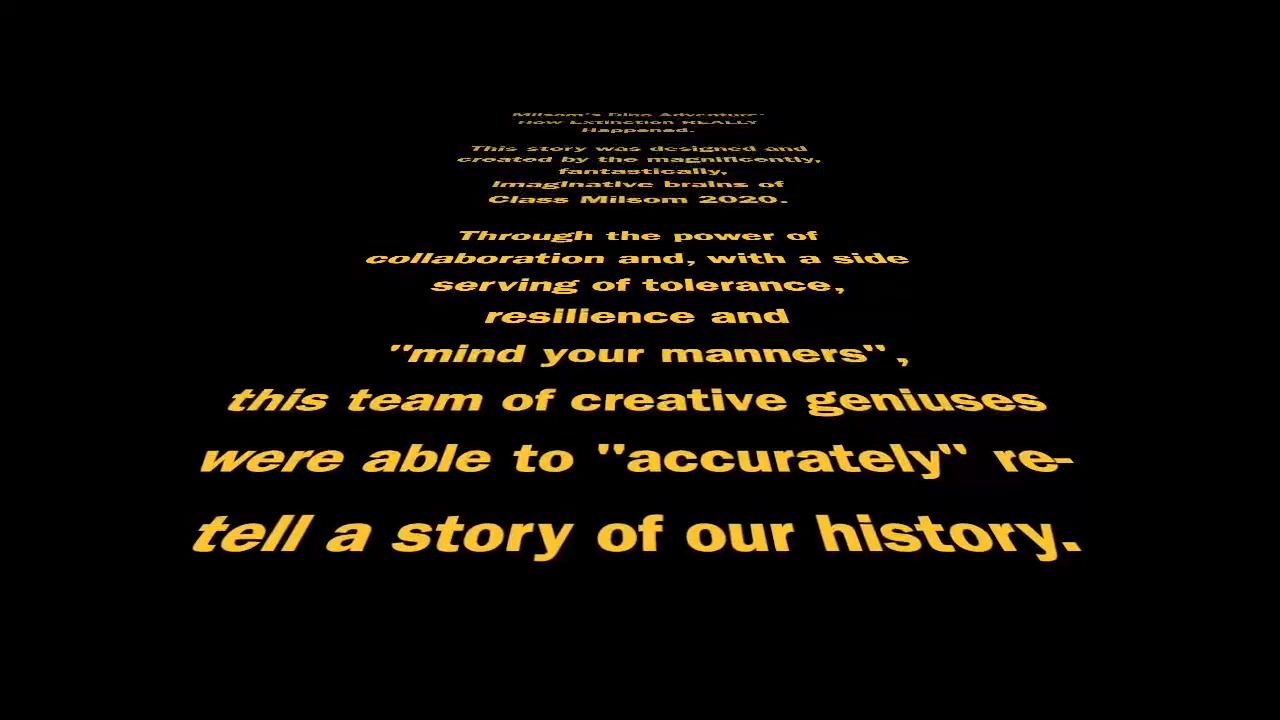 Milsom's Dino Adventure:
How Extinction REALLY
Happened.
This story was designed and
created by the magnificently,
fantastically,
imaginative brains of
Class Milsom 2020.
Through the power of
collaboration and, with a side
serving of tolerance,
resilience and
"mind your manners",
this team of creative geniuses
were able to "accurately" re-
tell a story of our history.